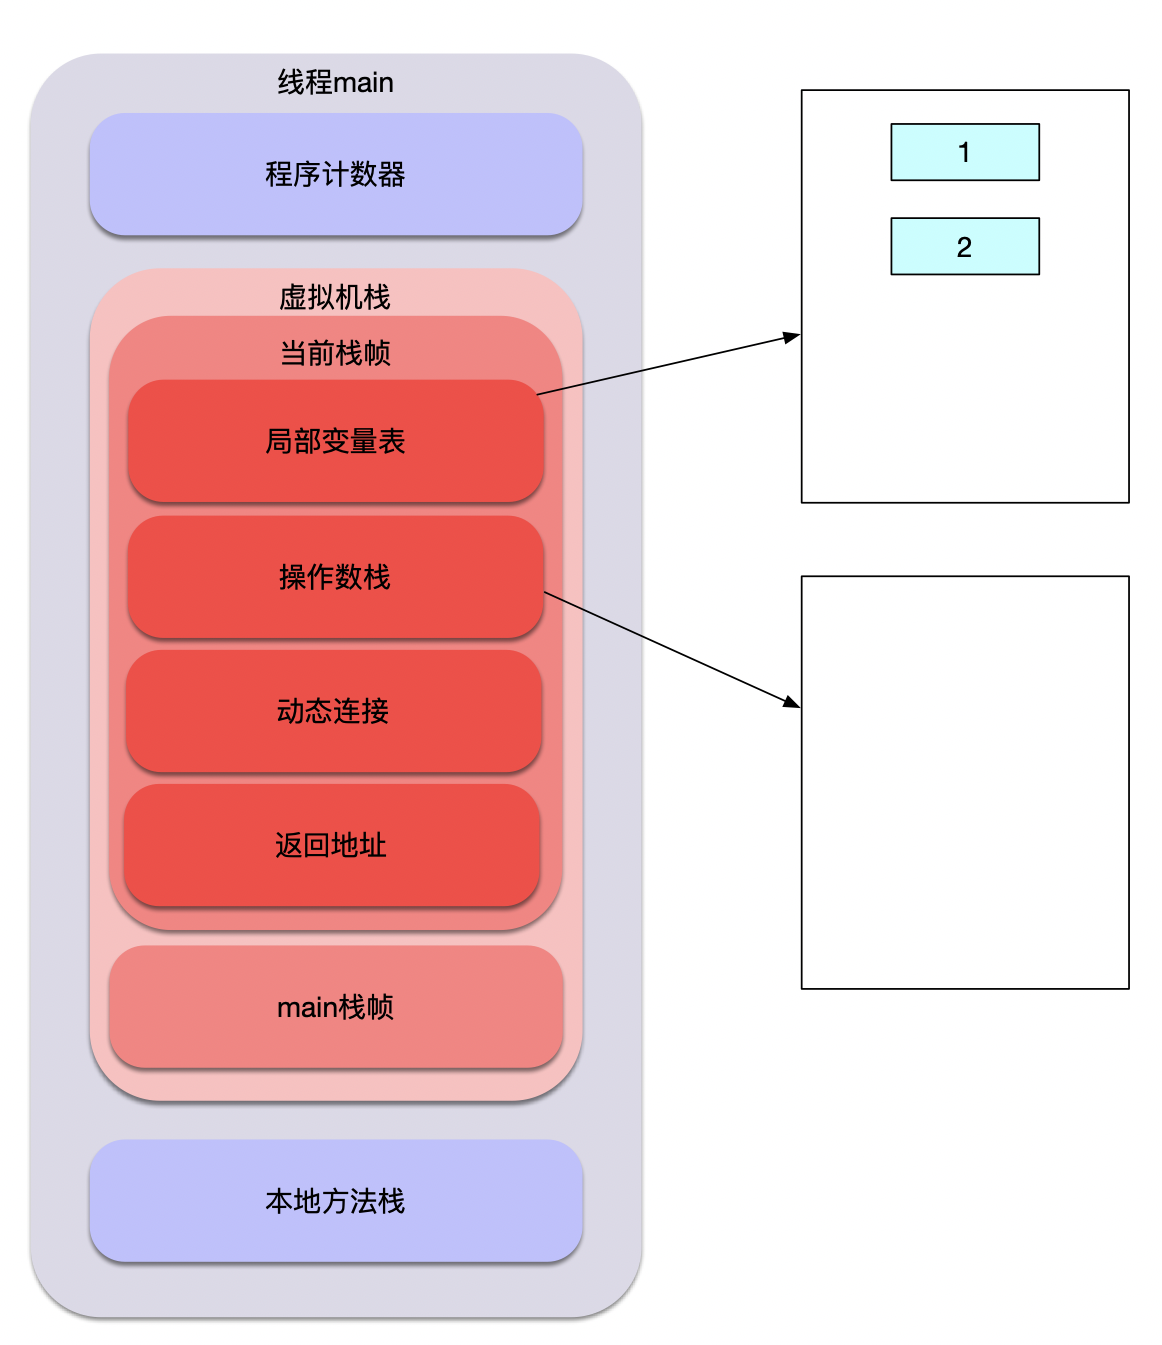 线程main
程序计数器
虚拟机栈
当前栈帧
局部变量表
操作数栈
动态连接
返回地址
main栈帧
本地方法栈
1
2